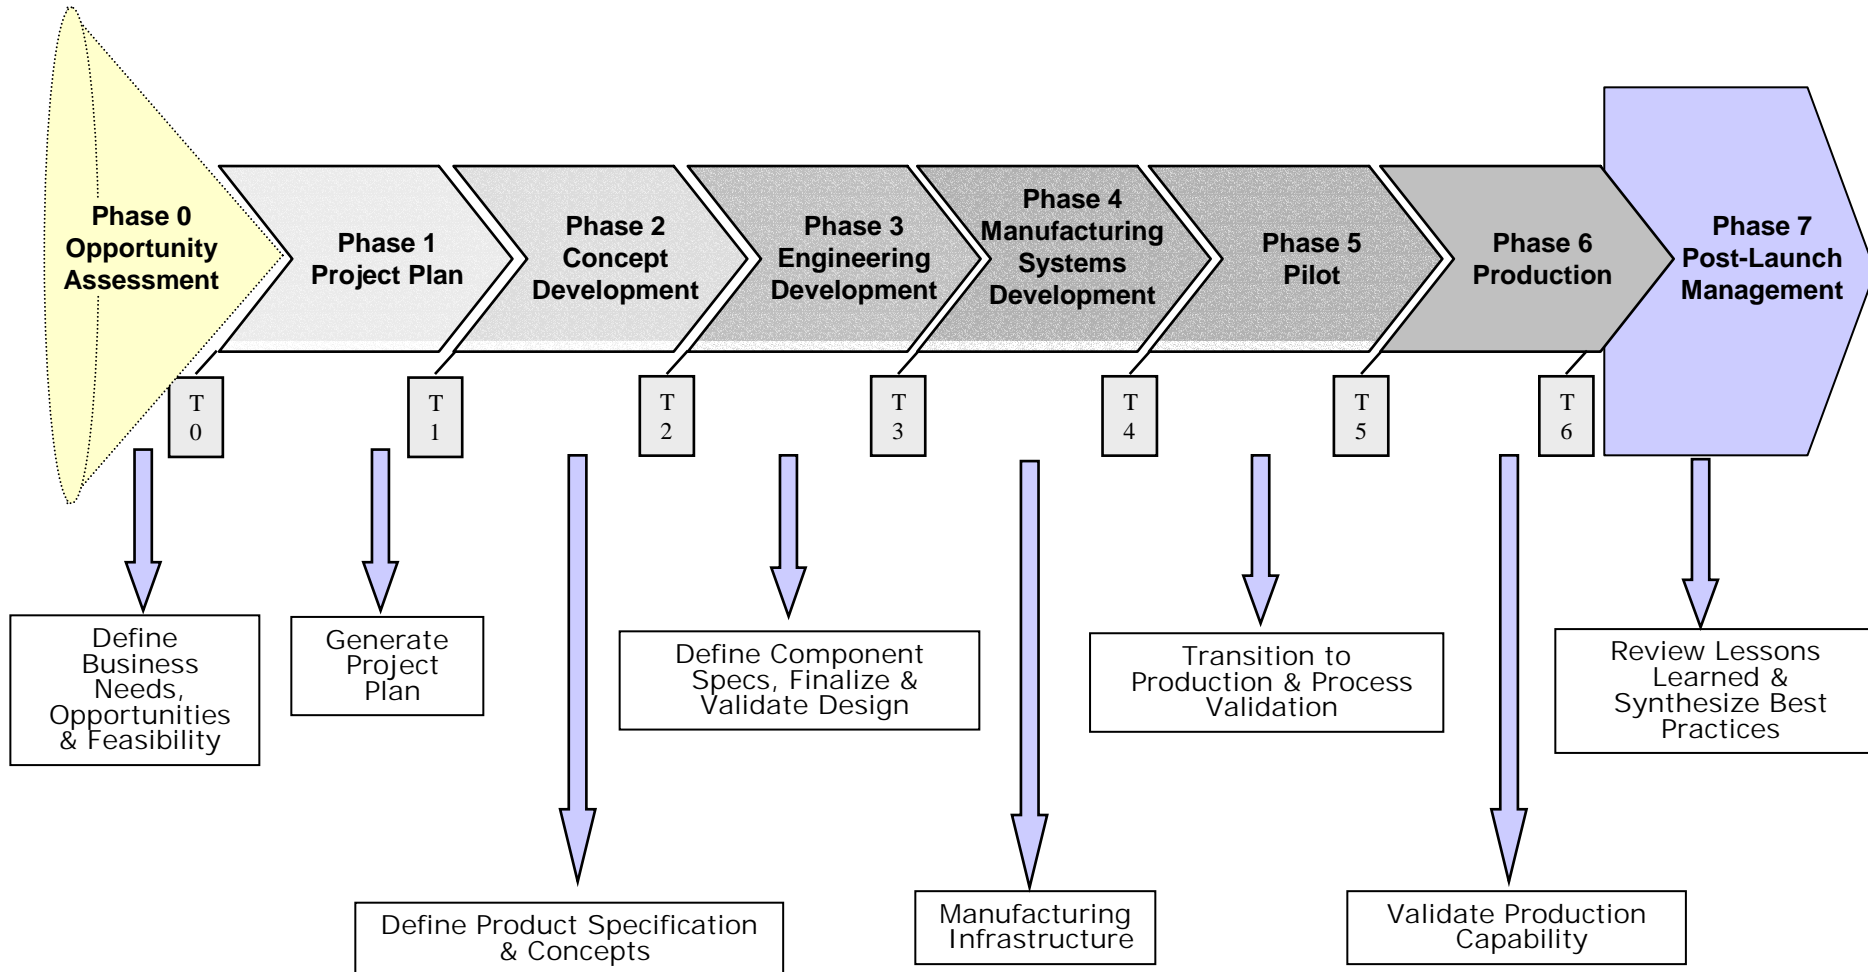 Phase 0
Opportunity
Assessment
Phase 1
Project Plan
Phase 2
Concept
Development
Phase 3
Engineering
Development
Phase 4
Manufacturing
Systems
Development
Phase 5
Pilot
Phase 6
Production
Phase 7
Post-Launch
Management
T
0
T
1
T
2
T
3
T
4
T
5
T
6
Define
Business
Needs,
Opportunities
& Feasibility
Generate
Project
Plan
Define Component
Specs, Finalize &
Validate Design
Transition to
Production & Process
Validation
Review Lessons
Learned &
Synthesize Best
Practices
Define Product Specification
& Concepts
Manufacturing
Infrastructure
Validate Production
Capability